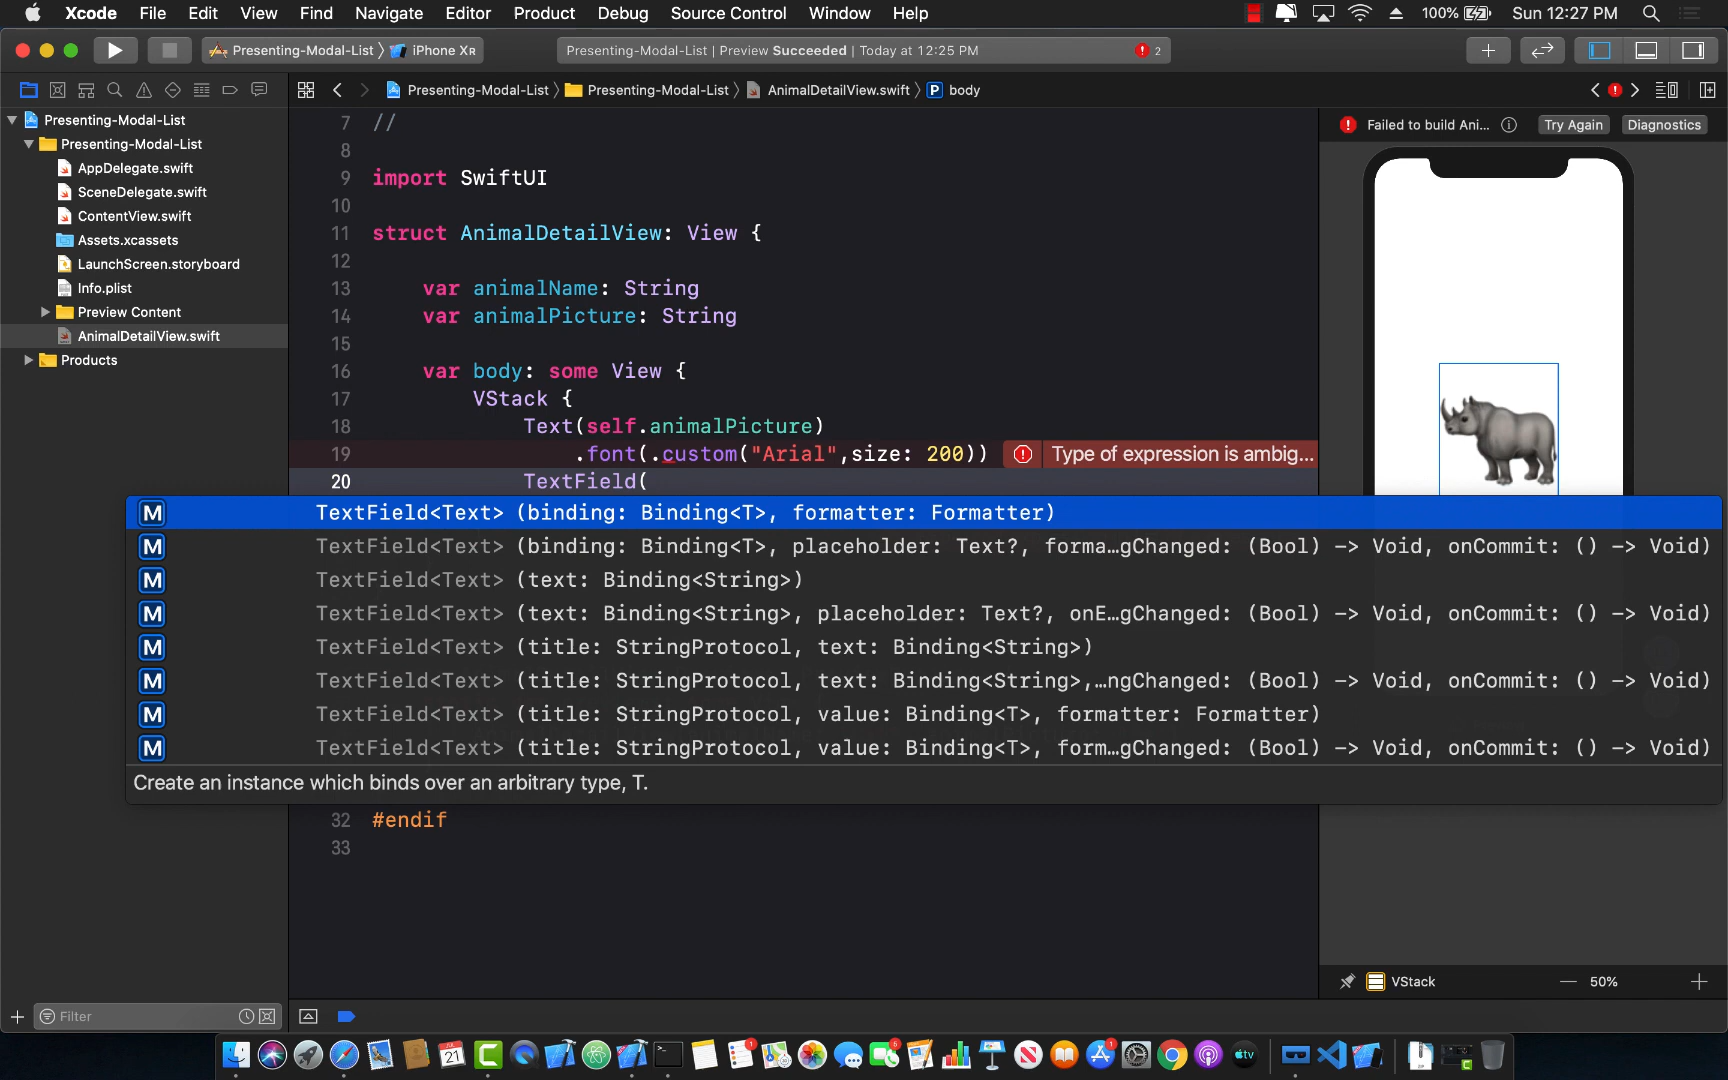 Xcode File Edit View Find Navigate Editor Product Debug Source Control Window Help 100% Sun 12:27 PM
Presenting-Modal-List iPhone XR Presenting-Modal-List | Preview Succeeded | Today at 12:25 PM 2
Presenting-Modal-List Presenting-Modal-List AnimalDetailView.swift P body
Presenting-Modal-List
Presenting-Modal-List
AppDelegate.swift
SceneDelegate.swift
ContentView.swift
Assets.xcassets
LaunchScreen.storyboard
Info.plist
Preview Content
AnimalDetailView.swift
Products
7 //
8
9 import SwiftUI
10
11 struct AnimalDetailView: View {
12
13 var animalName: String
14 var animalPicture: String
15
16 var body: some View {
17 VStack {
18 Text(self.animalPicture)
19 .font(.custom("Arial",size: 200)) Type of expression is ambig...
20 TextField(
Failed to build Ani... Try Again Diagnostics
M TextField<Text> (binding: Binding<T>, formatter: Formatter)
M TextField<Text> (binding: Binding<T>, placeholder: Text?, forma…gChanged: (Bool) -> Void, onCommit: () -> Void)
M TextField<Text> (text: Binding<String>)
M TextField<Text> (text: Binding<String>, placeholder: Text?, onE…gChanged: (Bool) -> Void, onCommit: () -> Void)
M TextField<Text> (title: StringProtocol, text: Binding<String>)
M TextField<Text> (title: StringProtocol, text: Binding<String>,…ngChanged: (Bool) -> Void, onCommit: () -> Void)
M TextField<Text> (title: StringProtocol, value: Binding<T>, formatter: Formatter)
M TextField<Text> (title: StringProtocol, value: Binding<T>, form…gChanged: (Bool) -> Void, onCommit: () -> Void)
Create an instance which binds over an arbitrary type, T.
32 #endif
33
VStack 50%
Filter
JUL
21
1
6
1
tv